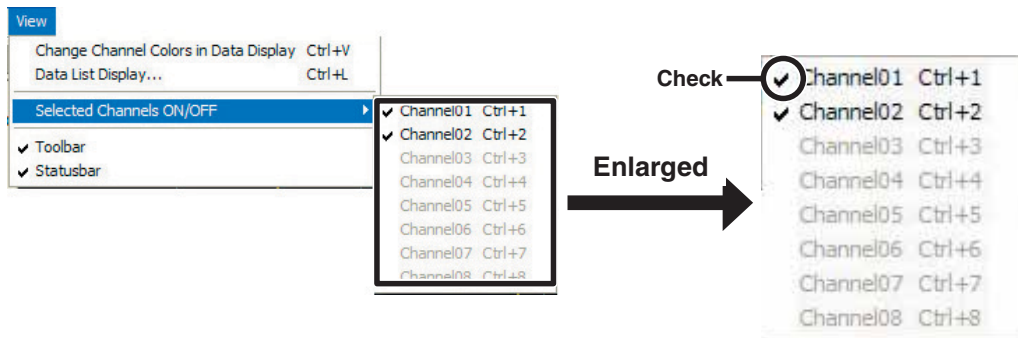 View
Change Channel Colors in Data Display Ctrl+V
Data List Display... Ctrl+L
Selected Channels ON/OFF
Toolbar
Statusbar
Channel01 Ctrl+1
Channel02 Ctrl+2
Channel03 Ctrl+3
Channel04 Ctrl+4
Channel05 Ctrl+5
Channel06 Ctrl+6
Channel07 Ctrl+7
Channel08 Ctrl+8
Enlarged
Check
Channel01 Ctrl+1
Channel02 Ctrl+2
Channel03 Ctrl+3
Channel04 Ctrl+4
Channel05 Ctrl+5
Channel06 Ctrl+6
Channel07 Ctrl+7
Channel08 Ctrl+8